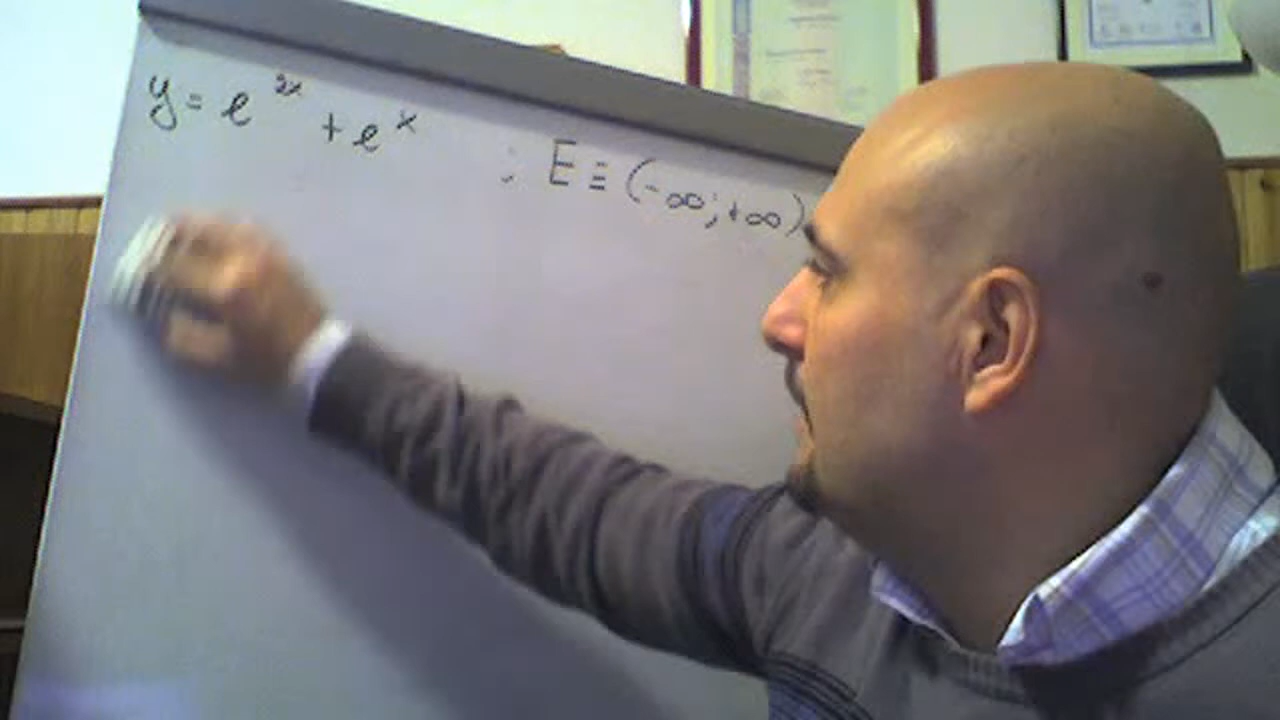 y = e^{2x} + e^x ; E ≡ (-∞; +∞)